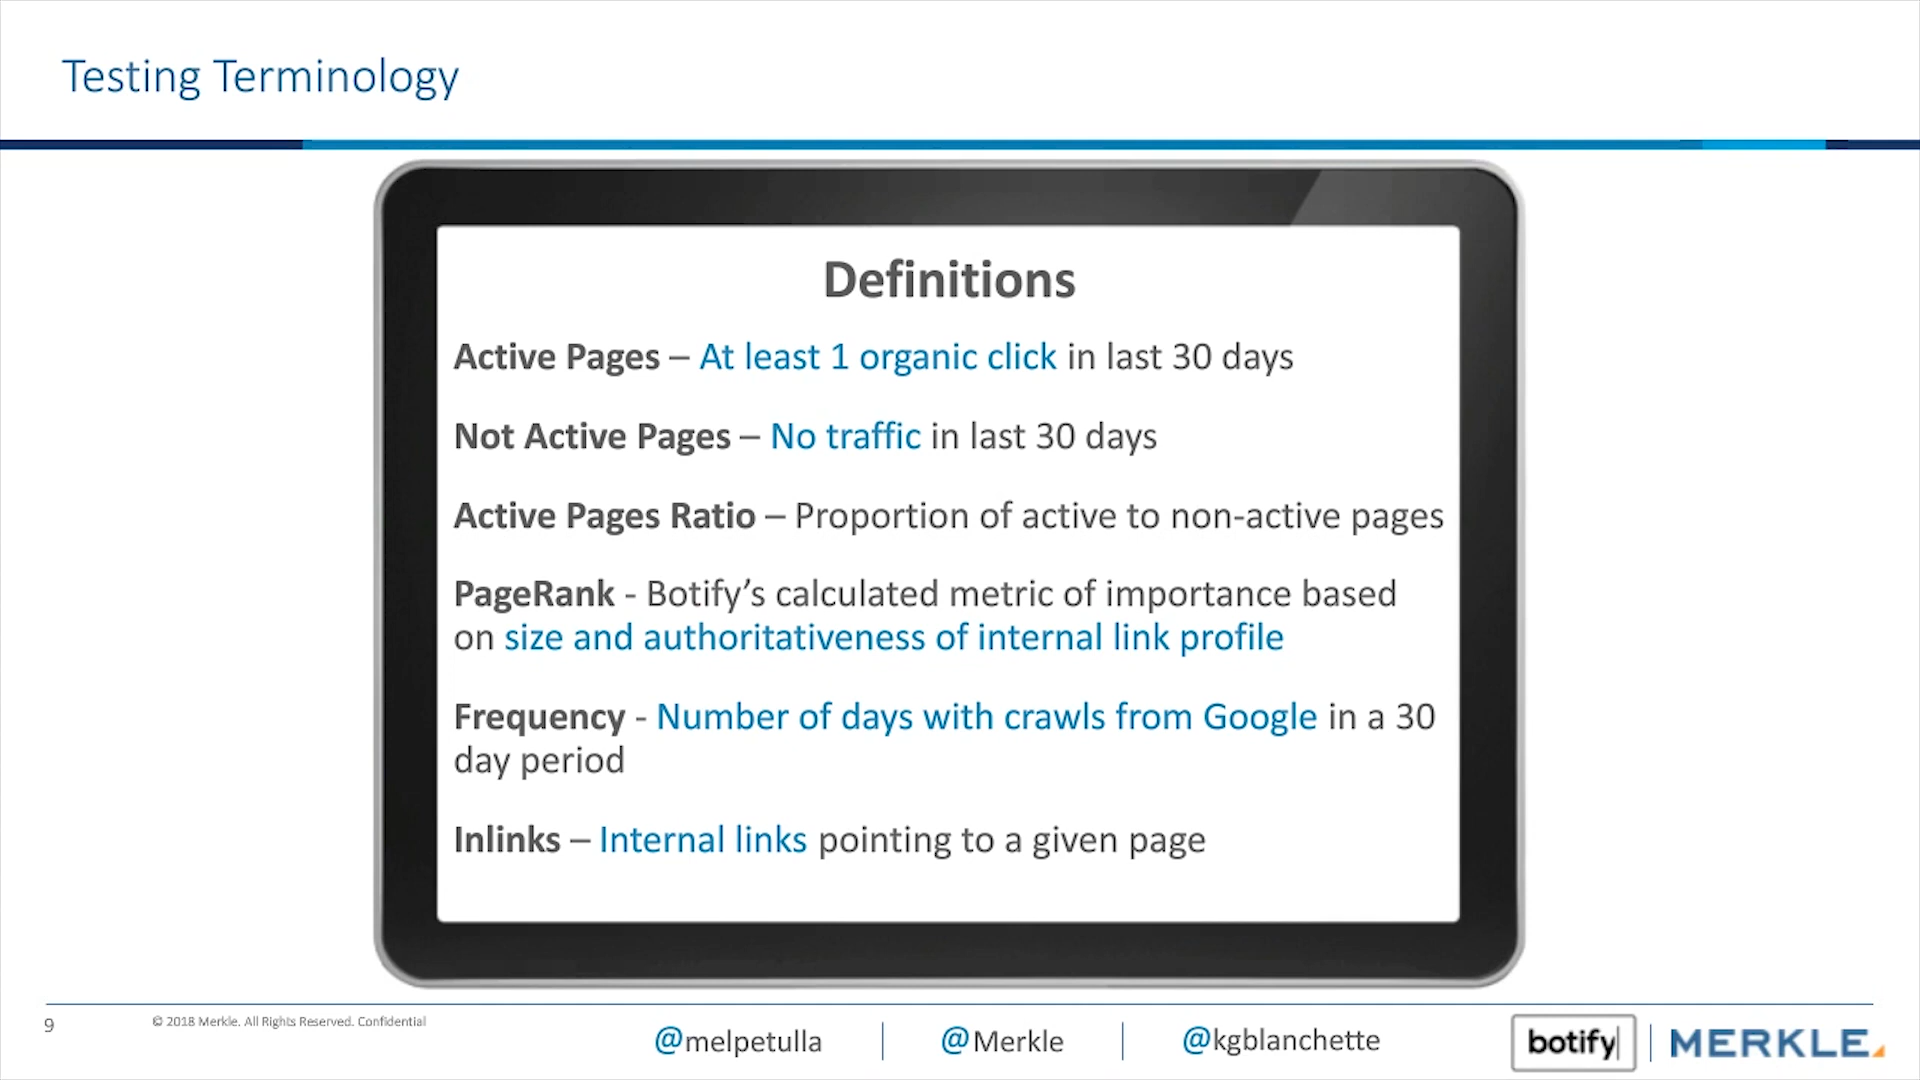 Testing Terminology
Definitions
Active Pages – At least 1 organic click in last 30 days
Not Active Pages – No traffic in last 30 days
Active Pages Ratio – Proportion of active to non-active pages
PageRank - Botify’s calculated metric of importance based
on size and authoritativeness of internal link profile
Frequency - Number of days with crawls from Google in a 30
day period
Inlinks – Internal links pointing to a given page
9
© 2018 Merkle. All Rights Reserved. Confidential
@melpetulla
@Merkle
@kgblanchette
botify
MERKLE